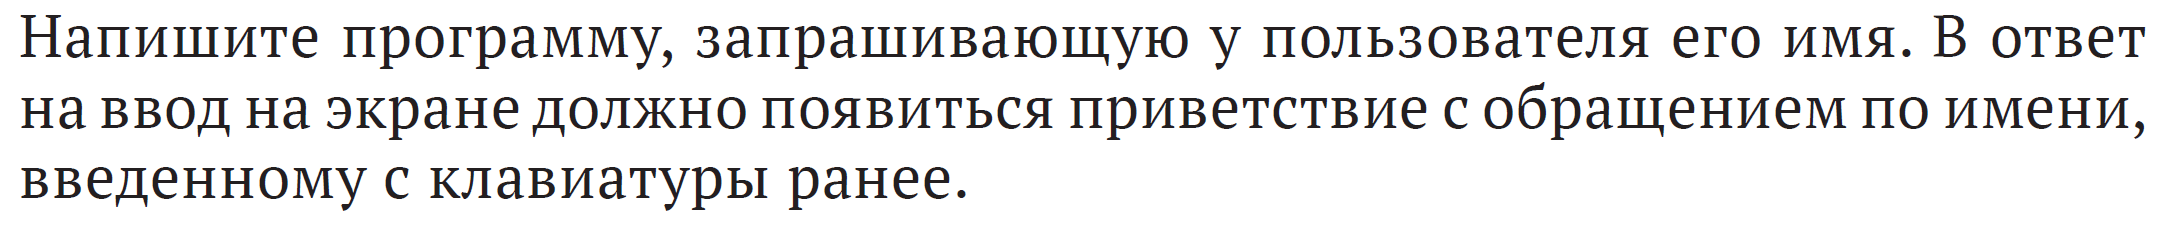 Напишите программу, запрашивающую у пользователя его имя. В ответ
на ввод на экране должно появиться приветствие с обращением по имени,
введенному с клавиатуры ранее.